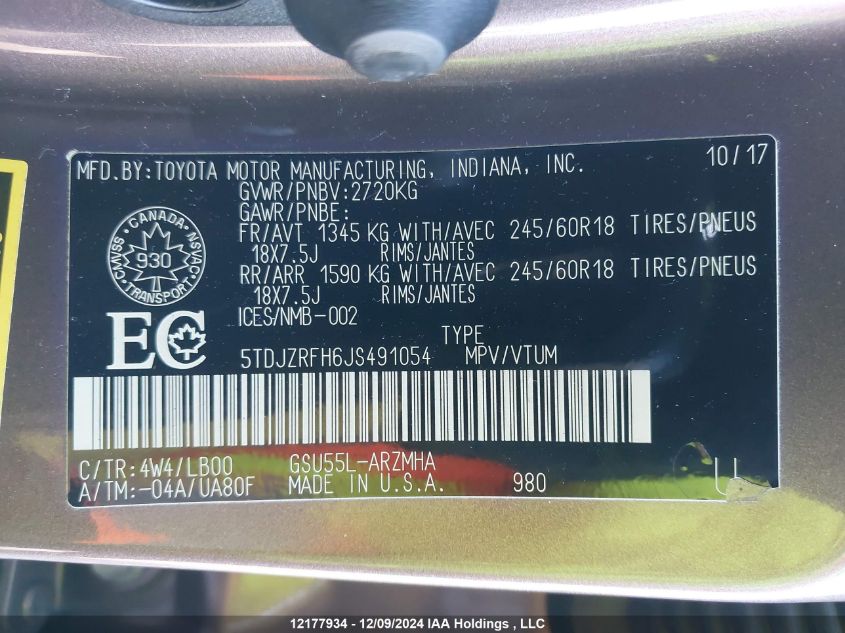 MFD.BY:TOYOTA MOTOR MANUFACTURING, INDIANA, INC. 10/17
GVWR/PNBV:2720KG
GAWR/PNBE:
FR/AVT 1345 KG WITH/AVEC 245/60R18 TIRES/PNEUS
18X7.5J RIMS/JANTES
RR/ARR 1590 KG WITH/AVEC 245/60R18 TIRES/PNEUS
18X7.5J RIMS/JANTES
ICES/NMB-002
CANADA
CMVSS 930 NSVAC
TRANSPORT
EC
TYPE
5TDJZRFH6JS491054 MPV/VTUM
C/TR:4W4/LB00 GSU55L-ARZMHA
A/TM:-04A/UA80F MADE IN U.S.A. 980
12177934 - 12/09/2024 IAA Holdings , LLC